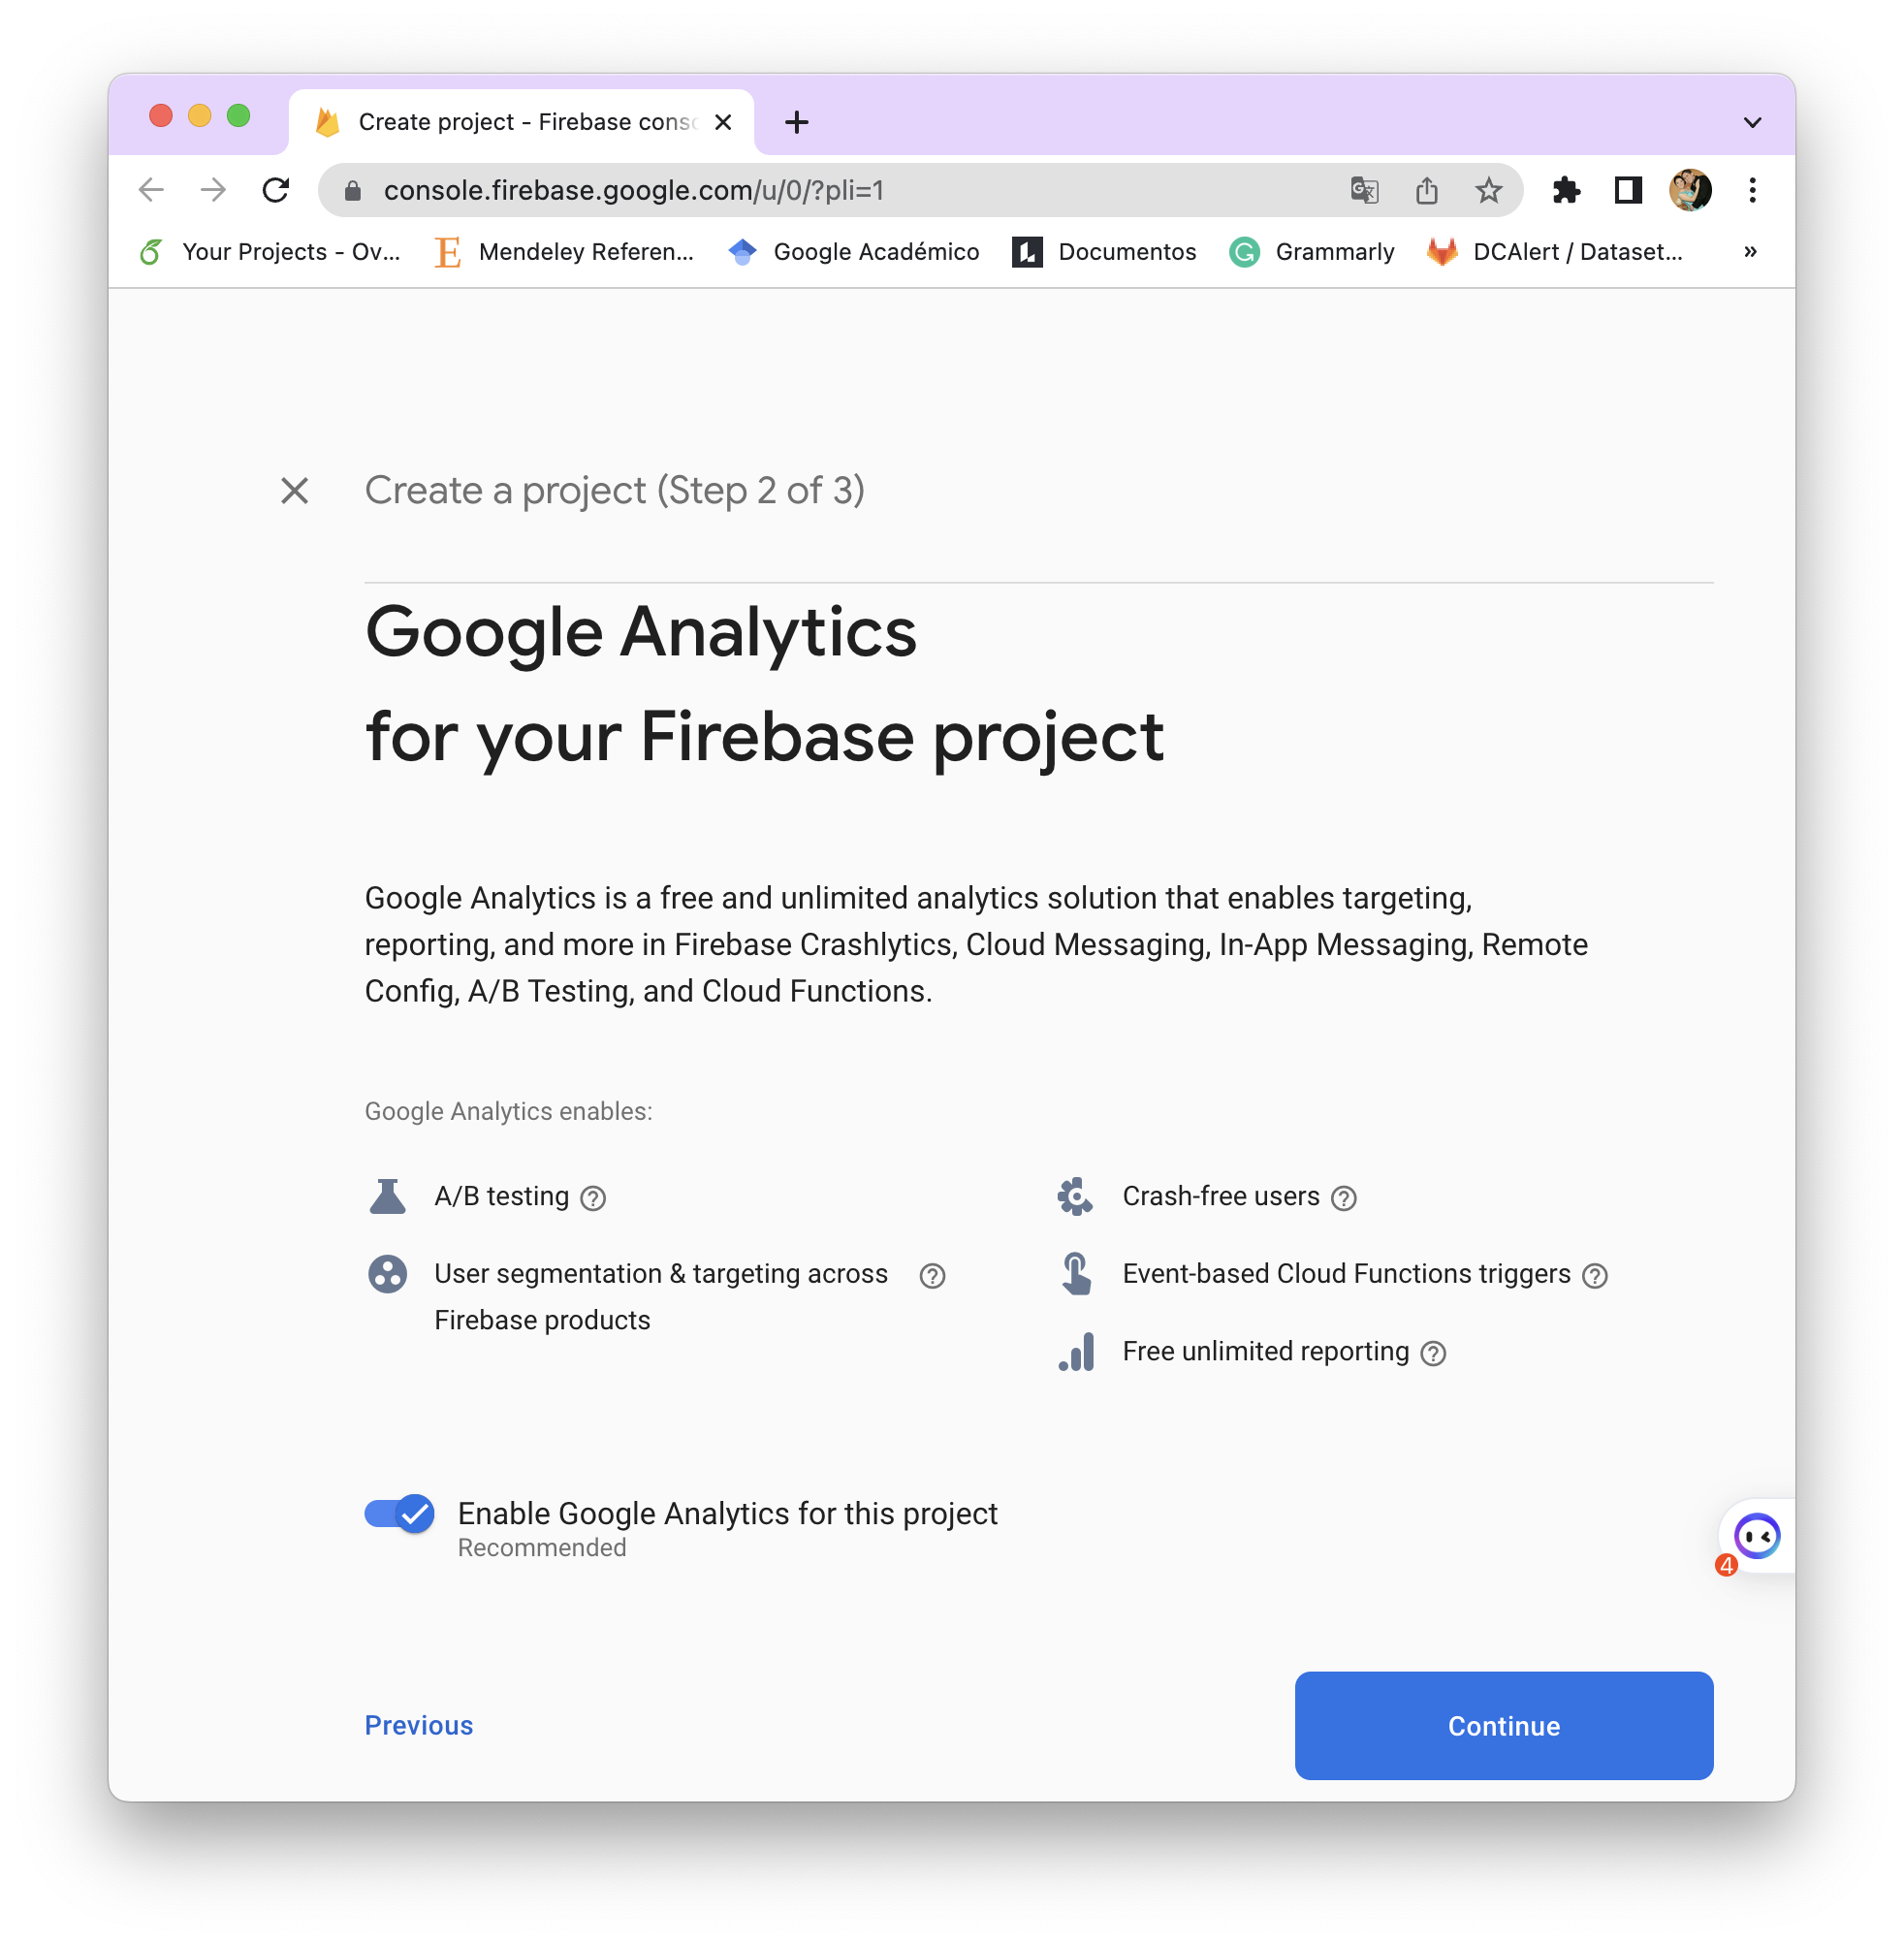 Create project - Firebase conso
console.firebase.google.com/u/0/?pli=1
Your Projects - Ov...
Mendeley Referen...
Google Académico
Documentos
Grammarly
DCAlert / Dataset...
»
Create a project (Step 2 of 3)
Google Analytics
for your Firebase project
Google Analytics is a free and unlimited analytics solution that enables targeting,
reporting, and more in Firebase Crashlytics, Cloud Messaging, In-App Messaging, Remote
Config, A/B Testing, and Cloud Functions.
Google Analytics enables:
A/B testing
User segmentation & targeting across
Firebase products
Crash-free users
Event-based Cloud Functions triggers
Free unlimited reporting
Enable Google Analytics for this project
Recommended
4
Previous
Continue